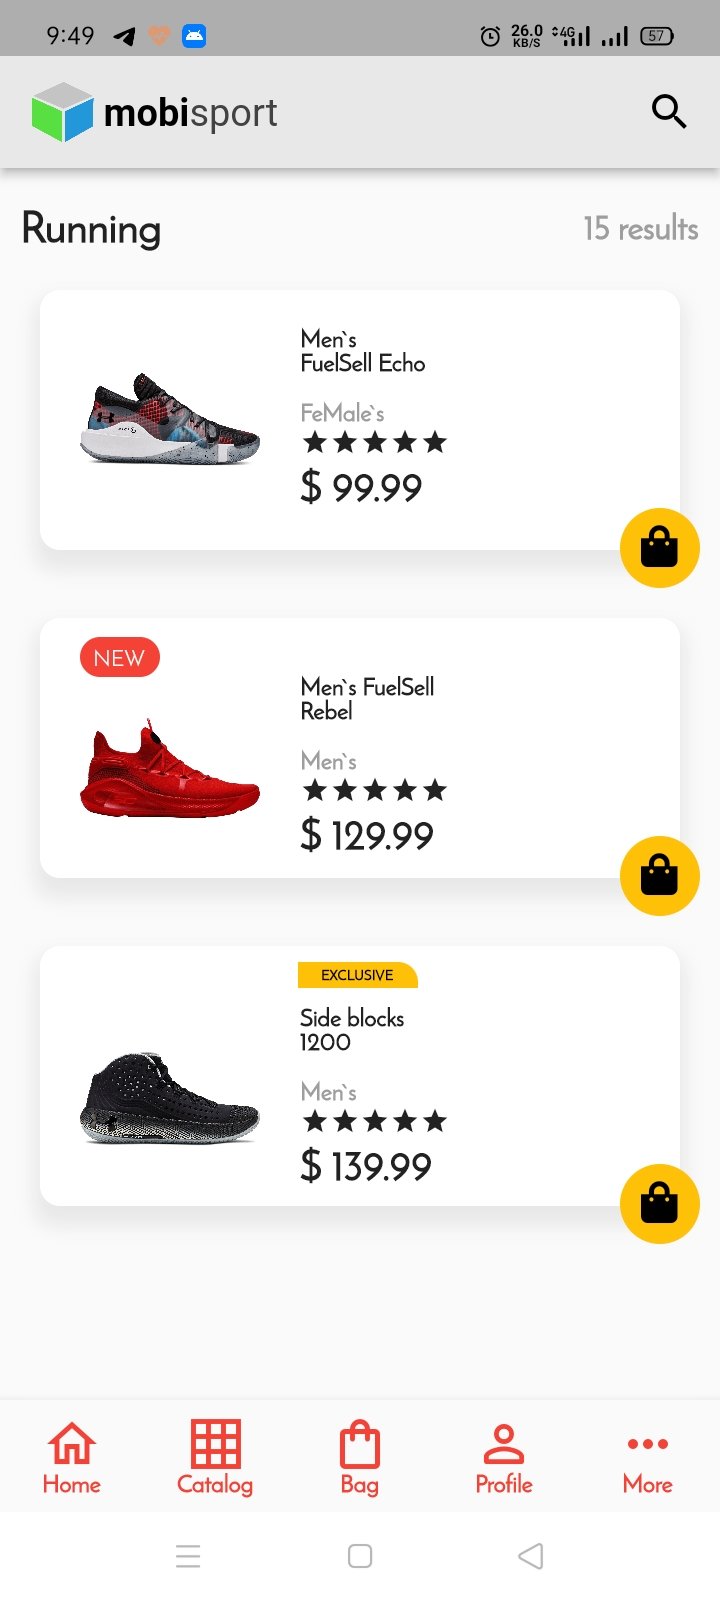 9:49
26.0
KB/S
4G
57
mobisport
Running
15 results
Men`s
FuelSell Echo
FeMale`s
$ 99.99
NEW
Men`s FuelSell
Rebel
Men`s
$ 129.99
EXCLUSIVE
Side blocks
1200
Men`s
$ 139.99
Home
Catalog
Bag
Profile
More